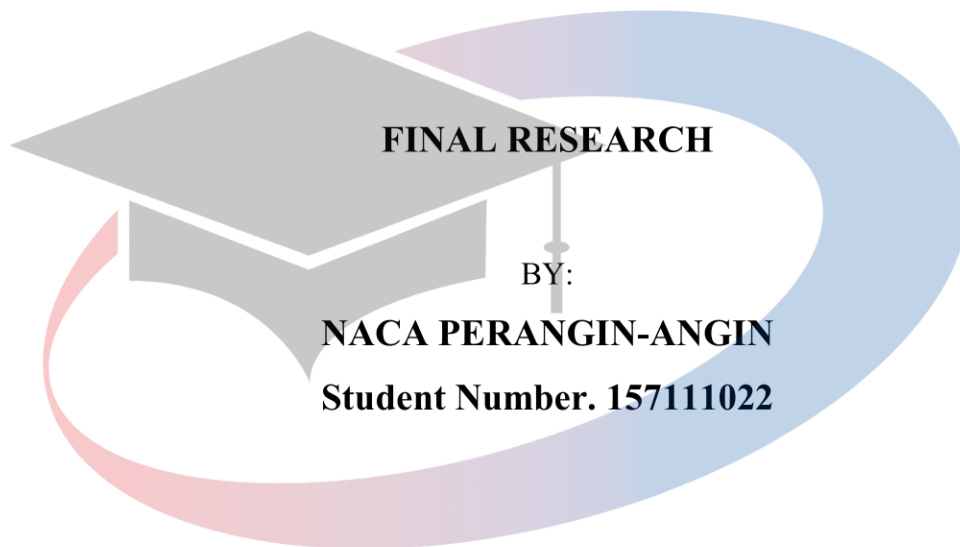 FINAL RESEARCH
BY:
NACA PERANGIN-ANGIN
Student Number. 157111022